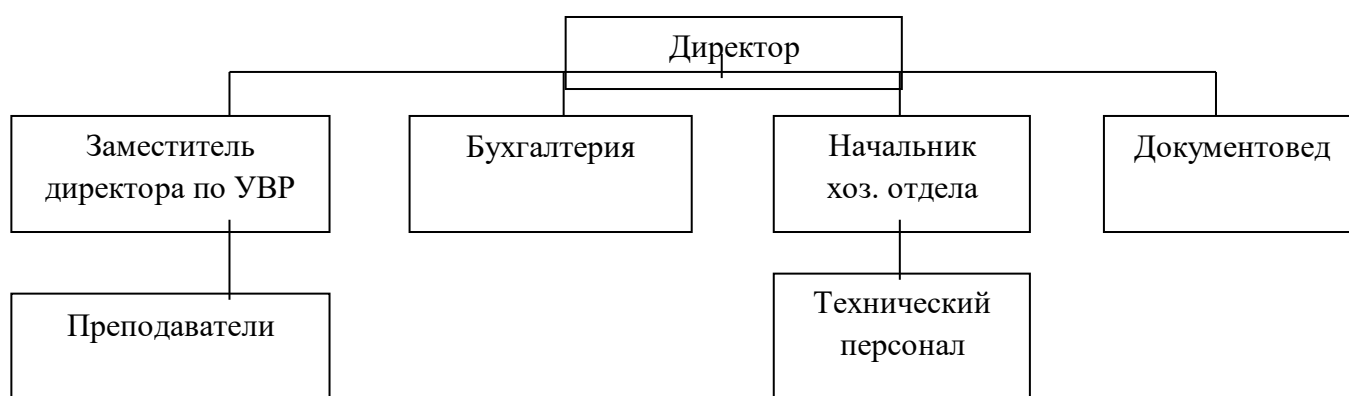 Директор
Заместитель
директора по УВР
Бухгалтерия
Начальник
хоз. отдела
Документовед
Преподаватели
Технический
персонал